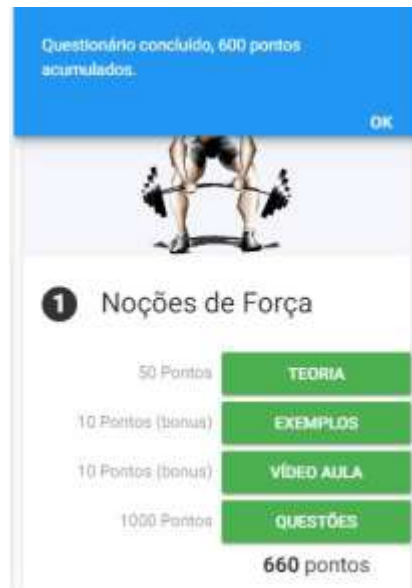 Questionário concluído, 600 pontos
acumulados.
OK
1 Noções de Força
50 Pontos TEORIA
10 Pontos (bonus) EXEMPLOS
10 Pontos (bonus) VÍDEO AULA
1000 Pontos QUESTÕES
660 pontos